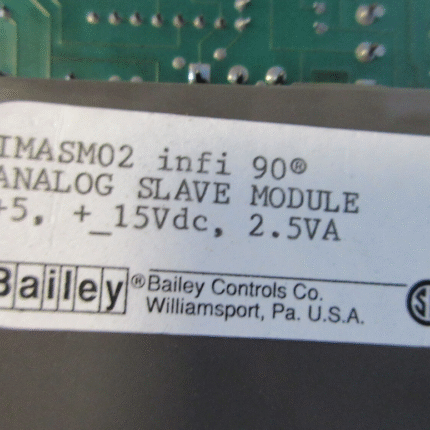 IMASM02 infi 90®
ANALOG SLAVE MODULE
+5, +_15Vdc, 2.5VA
Bailey ® Bailey Controls Co.
Williamsport, Pa. U.S.A.